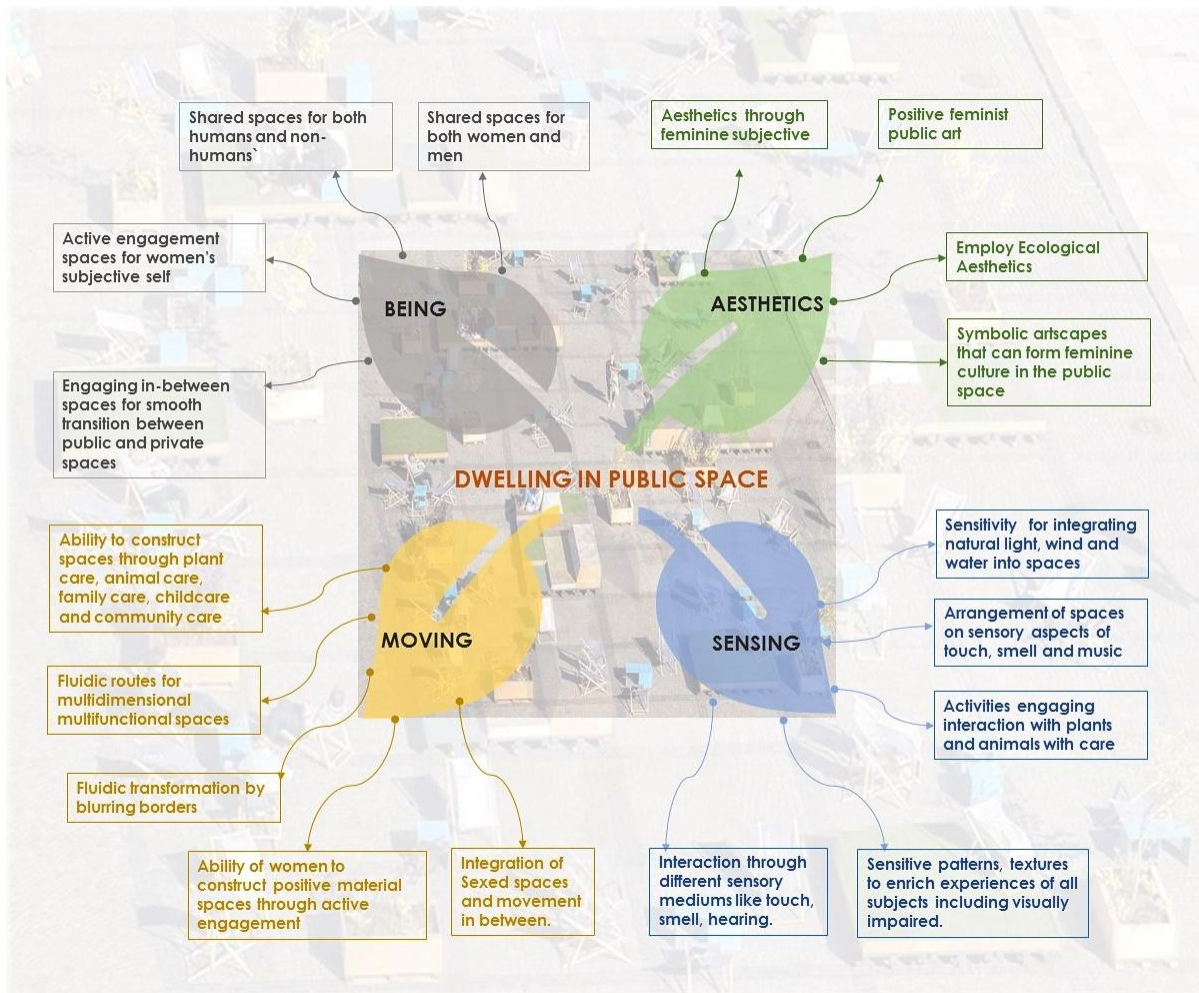 Shared spaces for both
humans and non-
humans`
Shared spaces for
both women and
men
Aesthetics through
feminine subjective
Positive feminist
public art
Active engagement
spaces for women's
subjective self
Employ Ecological
Aesthetics
BEING
AESTHETICS
Engaging in-between
spaces for smooth
transition between
public and private
spaces
Symbolic artscapes
that can form feminine
culture in the public
space
DWELLING IN PUBLIC SPACE
Ability to construct
spaces through plant
care, animal care,
family care, childcare
and community care
Sensitivity for integrating
natural light, wind and
water into spaces
MOVING
SENSING
Arrangement of spaces
on sensory aspects of
touch, smell and music
Fluidic routes for
multidimensional
multifunctional spaces
Activities engaging
interaction with plants
and animals with care
Fluidic transformation by
blurring borders
Ability of women to
construct positive material
spaces through active
engagement
Integration of
Sexed spaces
and movement
in between.
Interaction through
different sensory
mediums like touch,
smell, hearing.
Sensitive patterns, textures
to enrich experiences of all
subjects including visually
impaired.